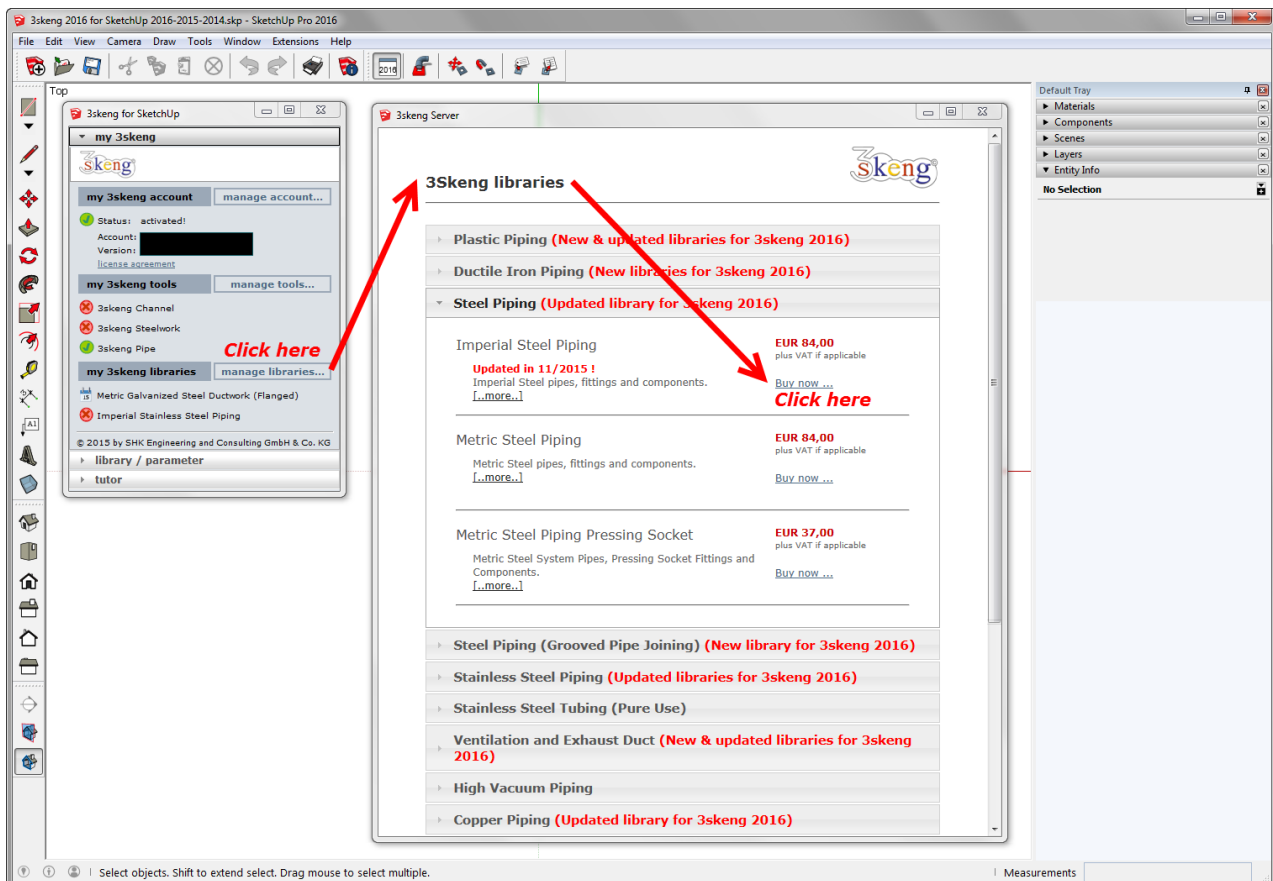 3skeng 2016 for SketchUp 2016-2015-2014.skp - SketchUp Pro 2016
File Edit View Camera Draw Tools Window Extensions Help
2016
Top
3skeng for SketchUp
my 3skeng
3skeng
my 3skeng account manage account...
Status: activated!
Account:
Version:
license agreement
my 3skeng tools manage tools...
3skeng Channel
3skeng Steelwork
3skeng Pipe
Click here
my 3skeng libraries manage libraries...
15 Metric Galvanized Steel Ductwork (Flanged)
Imperial Stainless Steel Piping
© 2015 by SHK Engineering and Consulting GmbH & Co. KG
library / parameter
tutor
A1
3skeng Server
3skeng
3Skeng libraries
Plastic Piping (New & updated libraries for 3skeng 2016)
Ductile Iron Piping (New libraries for 3skeng 2016)
Steel Piping (Updated library for 3skeng 2016)
Imperial Steel Piping
EUR 84,00
plus VAT if applicable
Updated in 11/2015 !
Imperial Steel pipes, fittings and components.
[..more..]
Buy now ...
Click here
Metric Steel Piping
EUR 84,00
plus VAT if applicable
Metric Steel pipes, fittings and components.
[..more..]
Buy now ...
Metric Steel Piping Pressing Socket
EUR 37,00
plus VAT if applicable
Metric Steel System Pipes, Pressing Socket Fittings and
Components.
[..more..]
Buy now ...
Steel Piping (Grooved Pipe Joining) (New library for 3skeng 2016)
Stainless Steel Piping (Updated libraries for 3skeng 2016)
Stainless Steel Tubing (Pure Use)
Ventilation and Exhaust Duct (New & updated libraries for 3skeng
2016)
High Vacuum Piping
Copper Piping (Updated library for 3skeng 2016)
Default Tray
Materials
Components
Scenes
Layers
Entity Info
No Selection
Select objects. Shift to extend select. Drag mouse to select multiple.
Measurements